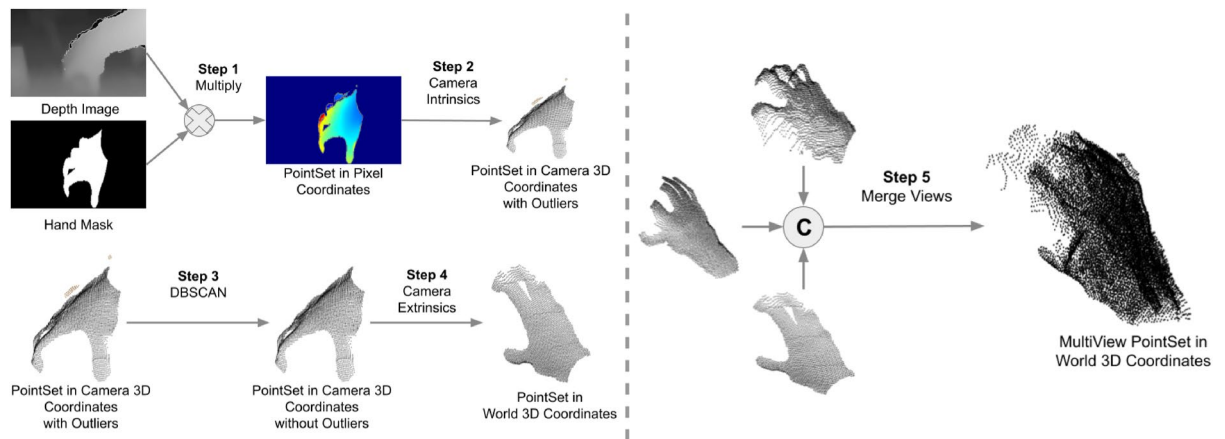 Depth Image
Hand Mask
Step 1
Multiply
PointSet in Pixel
Coordinates
Step 2
Camera
Intrinsics
PointSet in Camera 3D
Coordinates
with Outliers
PointSet in Camera 3D
Coordinates
with Outliers
Step 3
DBSCAN
PointSet in Camera 3D
Coordinates
without Outliers
Step 4
Camera
Extrinsics
PointSet in
World 3D Coordinates
C
Step 5
Merge Views
MultiView PointSet in
World 3D Coordinates